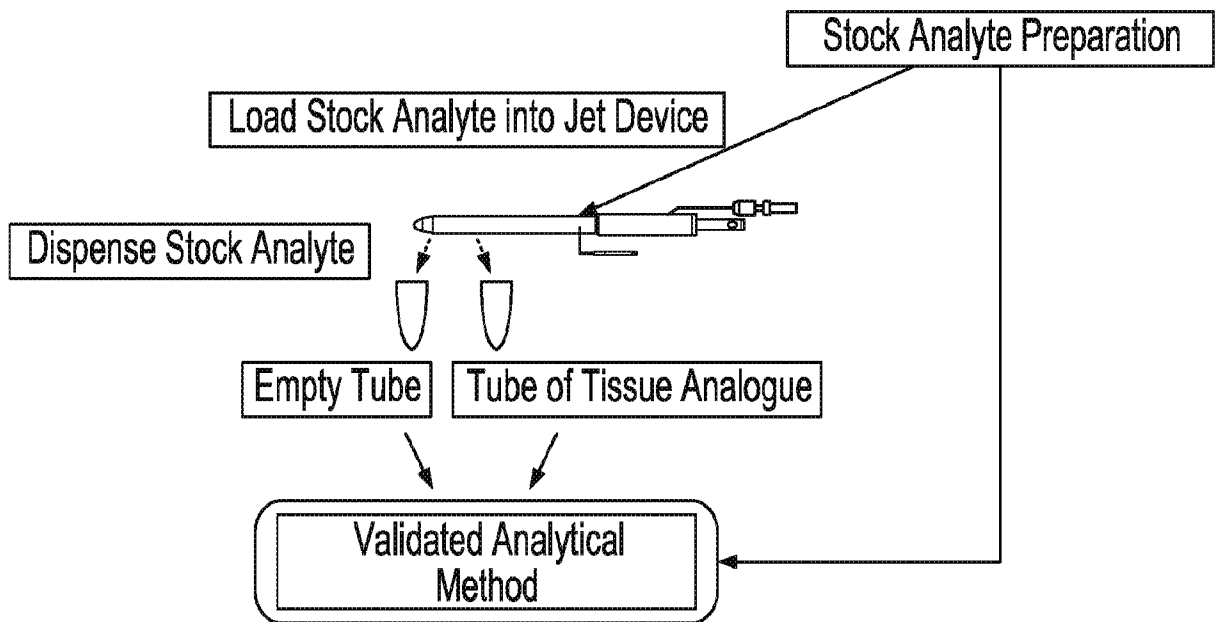 Stock Analyte Preparation
Load Stock Analyte into Jet Device
Dispense Stock Analyte
Empty Tube
Tube of Tissue Analogue
Validated Analytical
Method